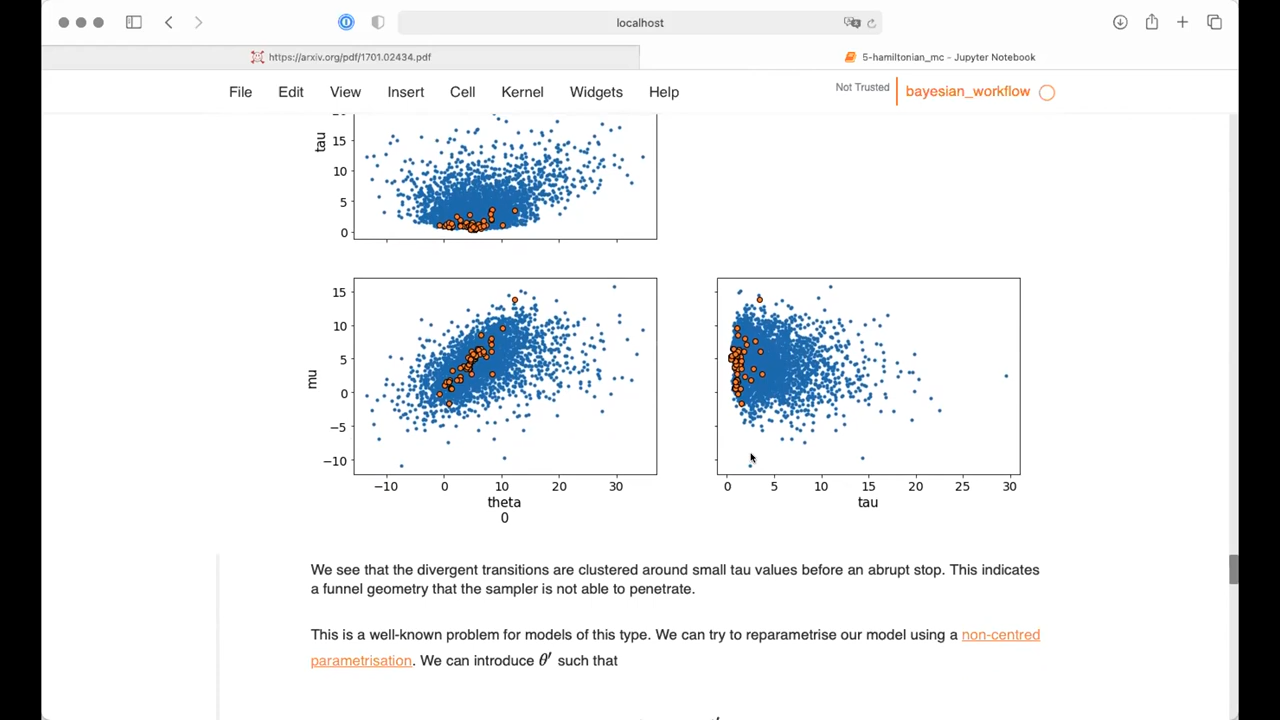 localhost
https://arxiv.org/pdf/1701.02434.pdf
5-hamiltonian_mc - Jupyter Notebook
File Edit View Insert Cell Kernel Widgets Help
Not Trusted
bayesian_workflow
tau
20
15
10
5
0
mu
15
10
5
0
−5
−10
−10 0 10 20 30
theta
0
0 5 10 15 20 25 30
tau
We see that the divergent transitions are clustered around small tau values before an abrupt stop. This indicates
a funnel geometry that the sampler is not able to penetrate.
This is a well-known problem for models of this type. We can try to reparametrise our model using a non-centred
parametrisation. We can introduce θ′ such that